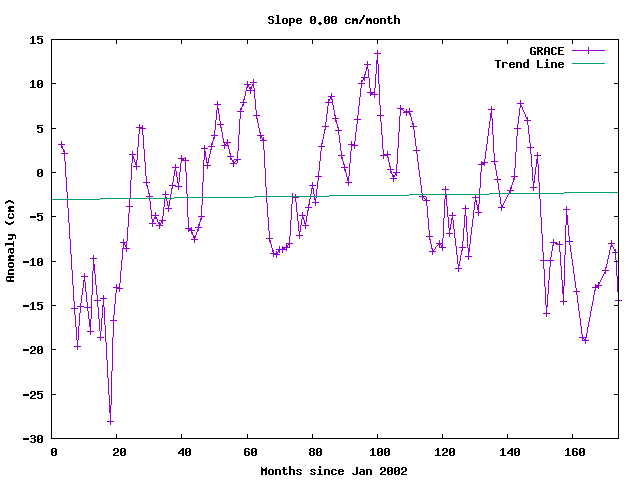 Slope 0.00 cm/month
GRACE
Trend Line
15
10
5
0
-5
-10
-15
-20
-25
-30
Anomaly (cm)
0 20 40 60 80 100 120 140 160
Months since Jan 2002